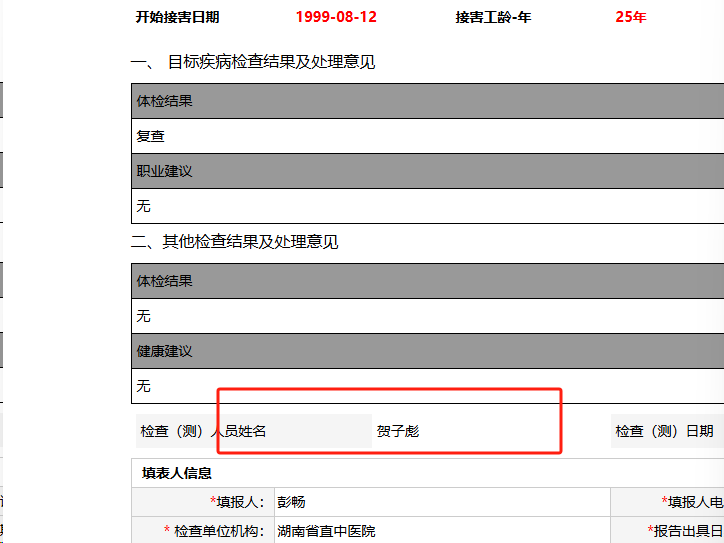 开始接害日期 1999-08-12 接害工龄-年 25年
一、 目标疾病检查结果及处理意见
体检结果
复查
职业建议
无
二、其他检查结果及处理意见
体检结果
无
健康建议
无
检查（测）人员姓名 贺子彪 检查（测）日期
填表人信息
*填报人： 彭畅 *填报人电
* 检查单位机构： 湖南省直中医院 *报告出具日